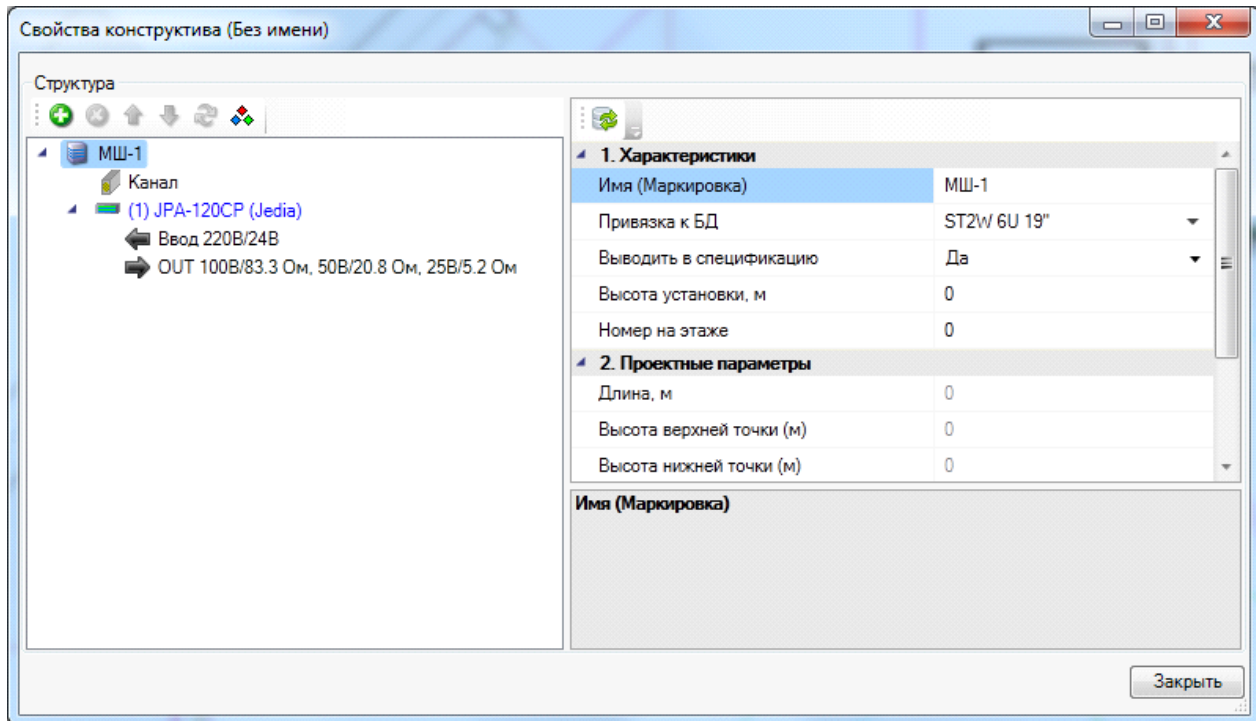 Свойства конструктива (Без имени)
Структура
МШ-1
Канал
(1) JPA-120CP (Jedia)
Ввод 220В/24В
OUT 100В/83.3 Ом, 50В/20.8 Ом, 25В/5.2 Ом
1. Характеристики
Имя (Маркировка) МШ-1
Привязка к БД ST2W 6U 19"
Выводить в спецификацию Да
Высота установки, м 0
Номер на этаже 0
2. Проектные параметры
Длина, м 0
Высота верхней точки (м) 0
Высота нижней точки (м) 0
Имя (Маркировка)
Закрыть